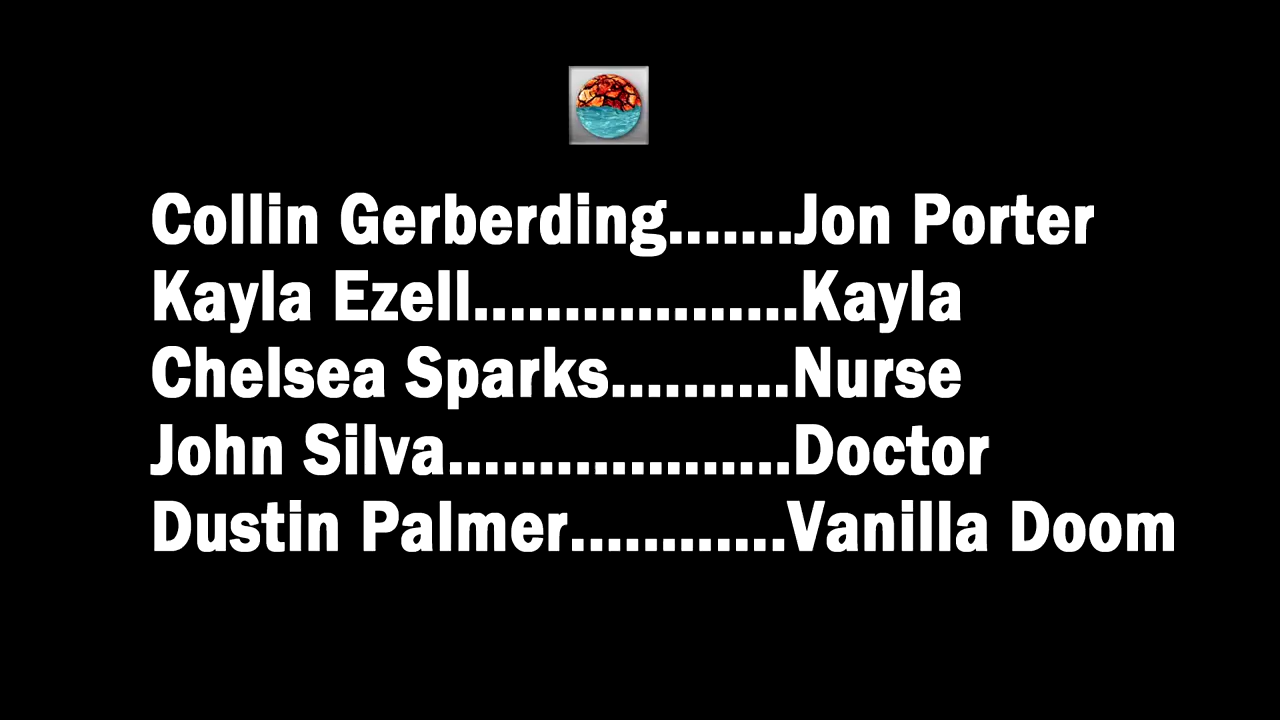 Collin Gerberding.......Jon Porter
Kayla Ezell..................Kayla
Chelsea Sparks..........Nurse
John Silva...................Doctor
Dustin Palmer............Vanilla Doom